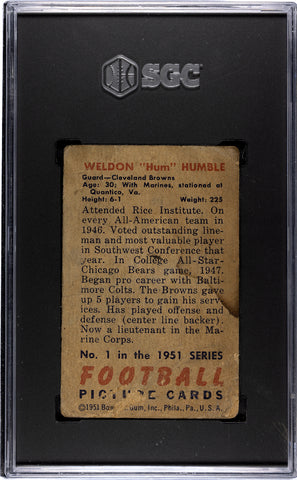 SGC
WELDON "Hum" HUMBLE
Guard—Cleveland Browns
Age: 30; With Marines, stationed at
Quantico, Va.
Height: 6-1 Weight: 225
Attended Rice Institute. On
every All-American team in
1946. Voted outstanding line-
man and most valuable player
in Southwest Conference that
year. In College All-Star-
Chicago Bears game, 1947.
Began pro career with Balti-
more Colts. The Browns gave
up 5 players to gain his serv-
ices. Has played offense and
defense (center line backer).
Now a lieutenant in the Ma-
rine Corps.
No. 1 in the 1951 SERIES
FOOTBALL
PICTURE CARDS
©1951 Gum, Inc., Phila., Pa., U.S.A.